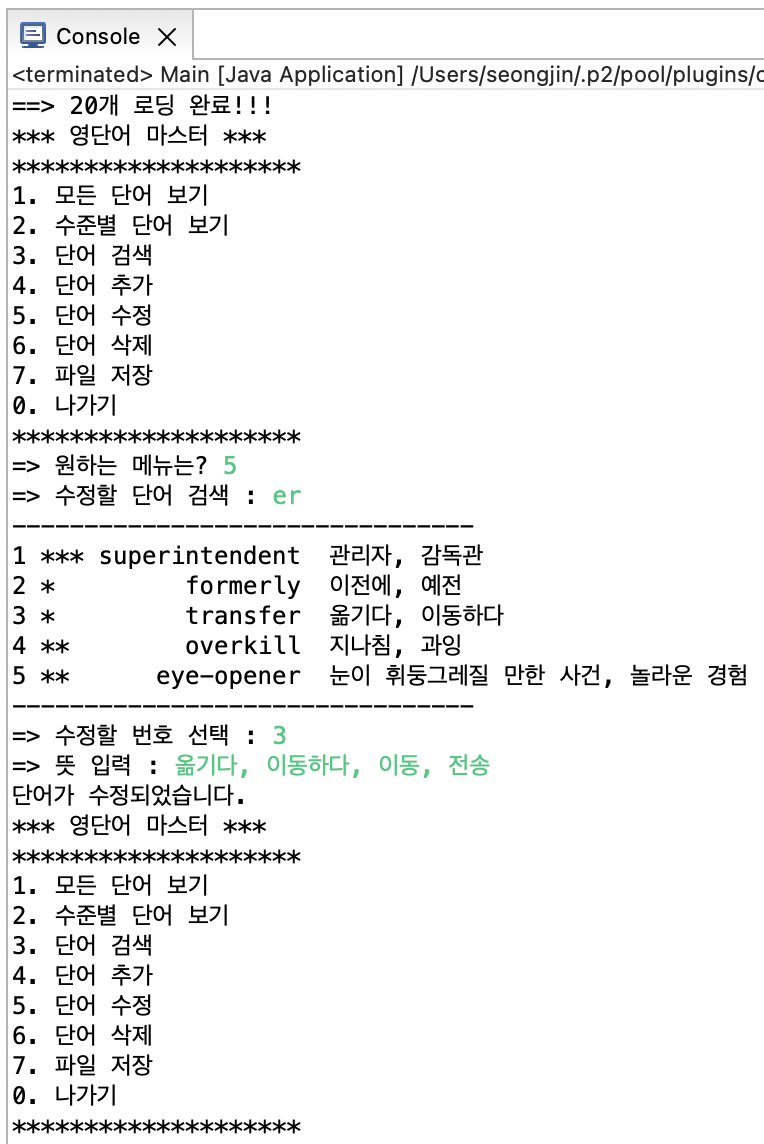 Console
<terminated> Main [Java Application] /Users/seongjin/.p2/pool/plugins/
==> 20개 로딩 완료!!!
*** 영단어 마스터 ***
********************
1. 모든 단어 보기
2. 수준별 단어 보기
3. 단어 검색
4. 단어 추가
5. 단어 수정
6. 단어 삭제
7. 파일 저장
0. 나가기
********************
=> 원하는 메뉴는? 5
=> 수정할 단어 검색 : er
--------------------------------
1 *** superintendent  관리자, 감독관
2 *         formerly  이전에, 예전
3 *         transfer  옮기다, 이동하다
4 **        overkill  지나침, 과잉
5 **      eye-opener  눈이 휘둥그레질 만한 사건, 놀라운 경험
--------------------------------
=> 수정할 번호 선택 : 3
=> 뜻 입력 : 옮기다, 이동하다, 이동, 전송
단어가 수정되었습니다.
*** 영단어 마스터 ***
********************
1. 모든 단어 보기
2. 수준별 단어 보기
3. 단어 검색
4. 단어 추가
5. 단어 수정
6. 단어 삭제
7. 파일 저장
0. 나가기
********************